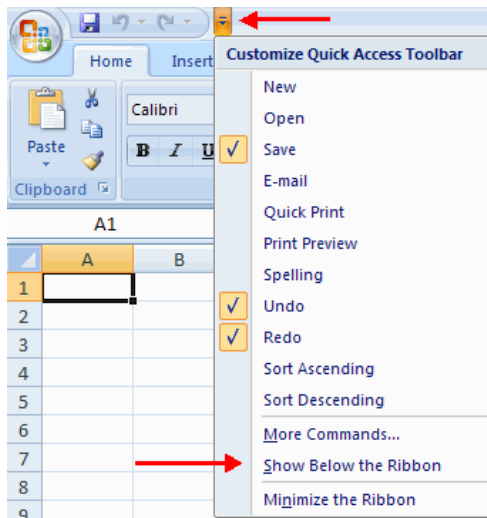 Home Insert
Customize Quick Access Toolbar
New
Open
Save
E-mail
Quick Print
Print Preview
Spelling
Undo
Redo
Sort Ascending
Sort Descending
More Commands...
Show Below the Ribbon
Minimize the Ribbon
Calibri
B I U
Paste
Clipboard
A1
A B
1
2
3
4
5
6
7
8
9